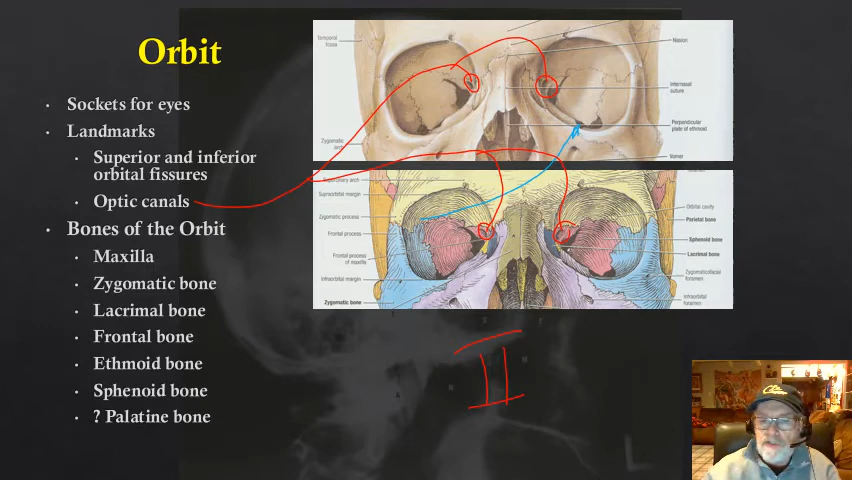 Orbit
Sockets for eyes
Landmarks
Superior and inferior
orbital fissures
Optic canals
Bones of the Orbit
Maxilla
Zygomatic bone
Lacrimal bone
Frontal bone
Ethmoid bone
Sphenoid bone
? Palatine bone
Temporal
fossa
Zygomatic
arch
Nasion
Internasal
suture
Perpendicular
plate of ethmoid
Vomer
Superciliary arch
Supraorbital margin
Zygomatic process
Frontal process
Frontal process
of maxilla
Infraorbital margin
Zygomatic bone
Orbital cavity
Parietal bone
Sphenoid bone
Lacrimal bone
Zygomaticofacial
foramen
Infraorbital
foramen
II
L